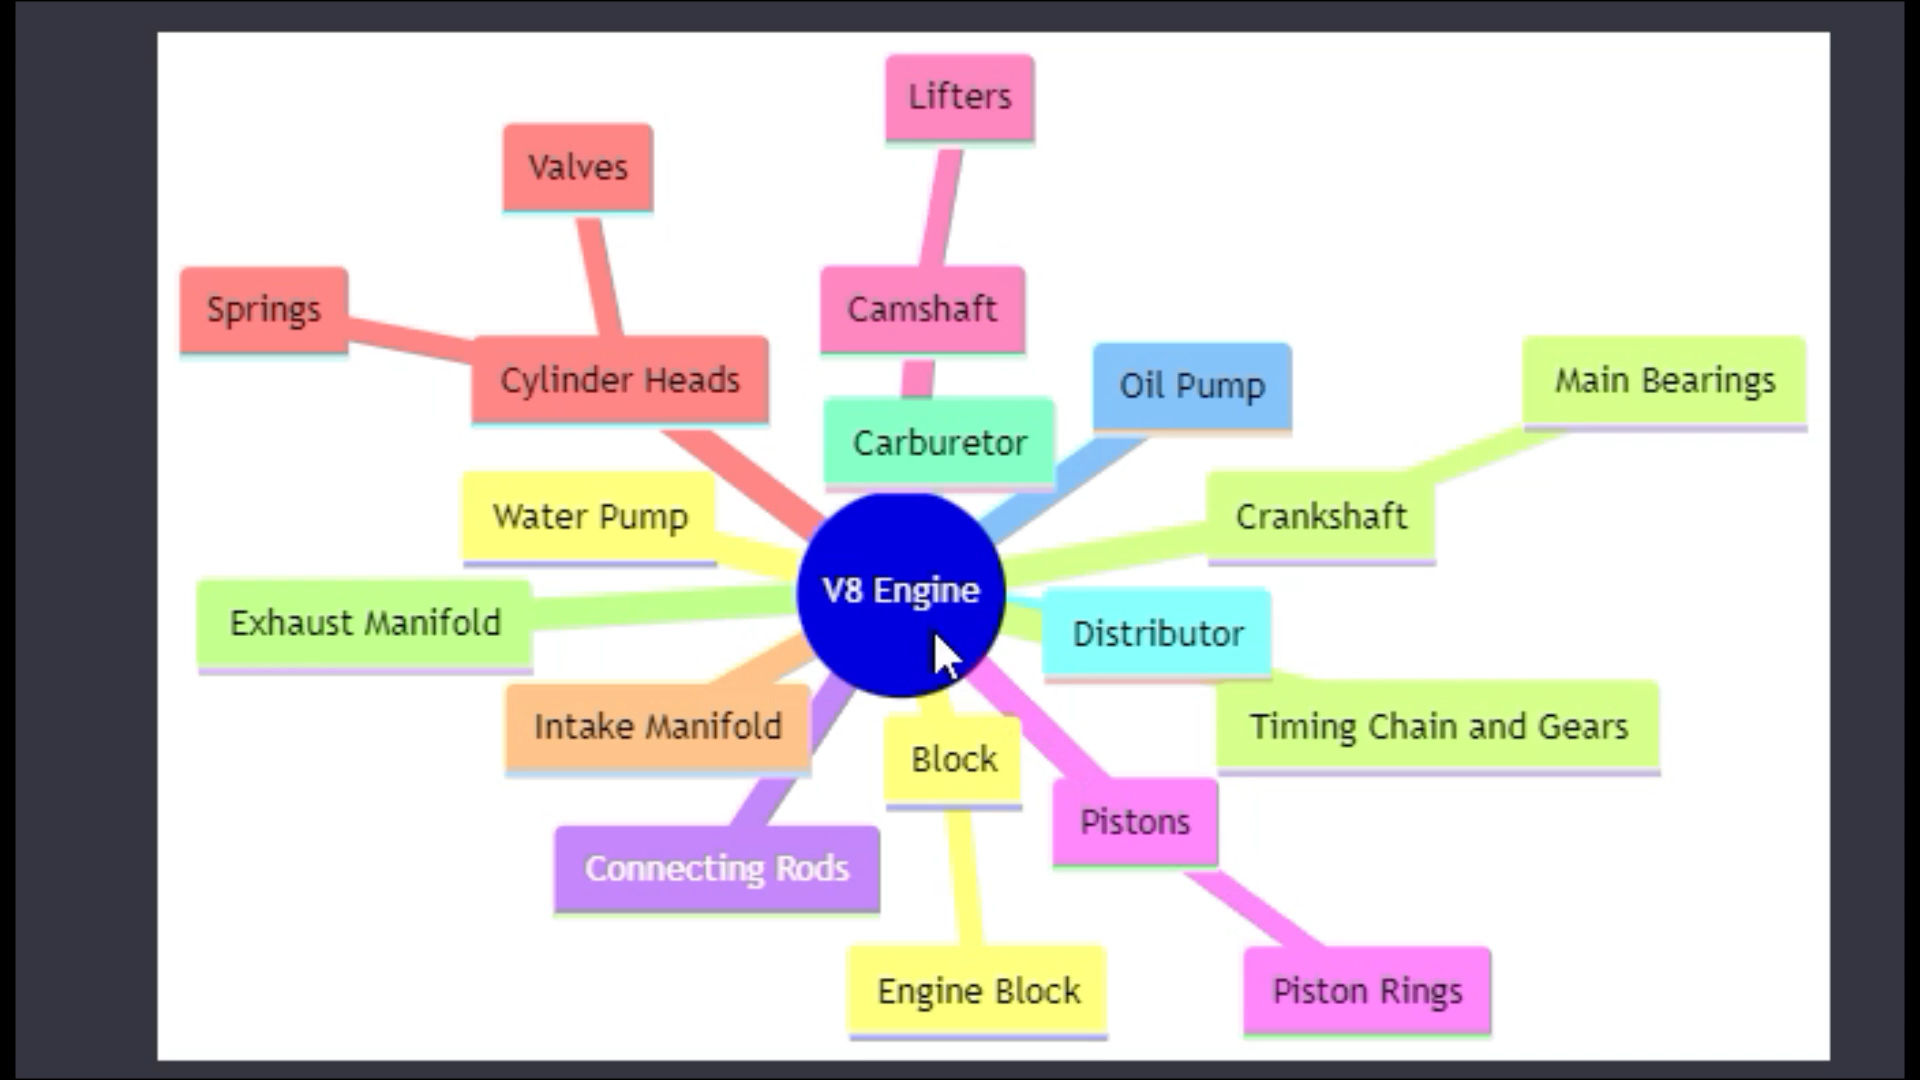 Lifters
Valves
Springs
Camshaft
Cylinder Heads
Oil Pump
Main Bearings
Carburetor
Water Pump
Crankshaft
V8 Engine
Exhaust Manifold
Distributor
Intake Manifold
Timing Chain and Gears
Block
Pistons
Connecting Rods
Engine Block
Piston Rings